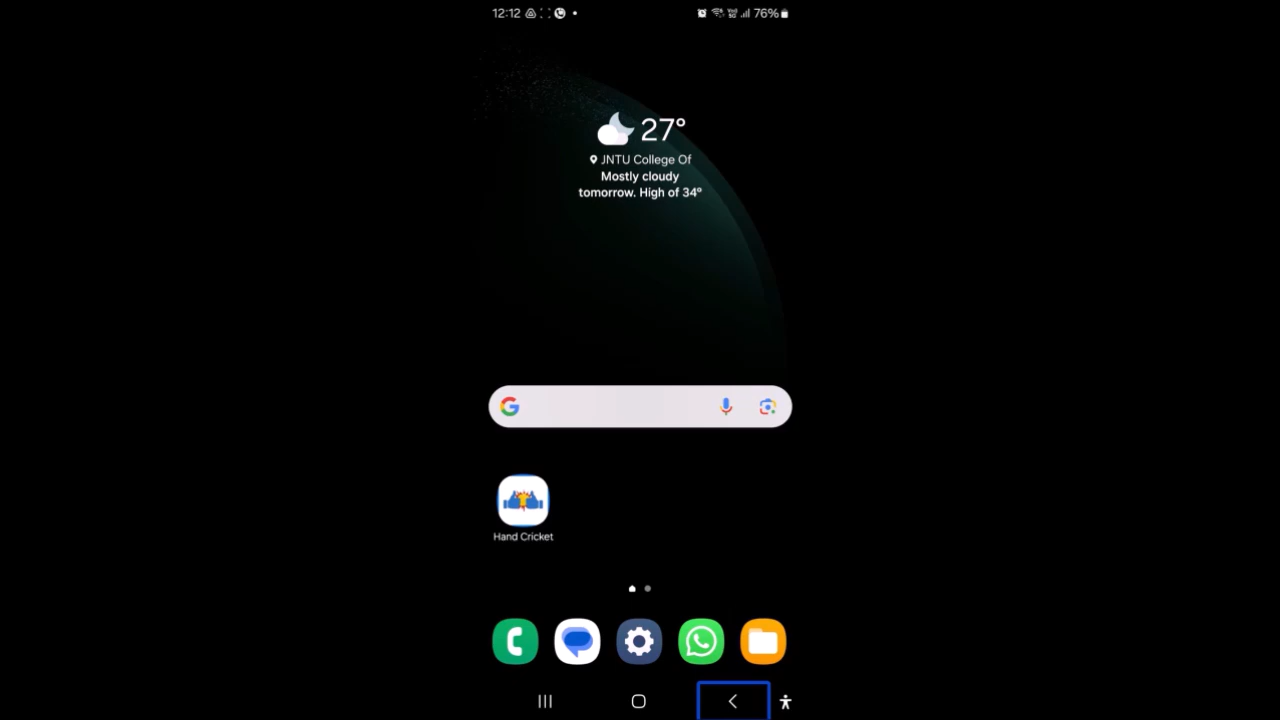 12:12
76%
27°
JNTU College Of
Mostly cloudy
tomorrow. High of 34°
Hand Cricket